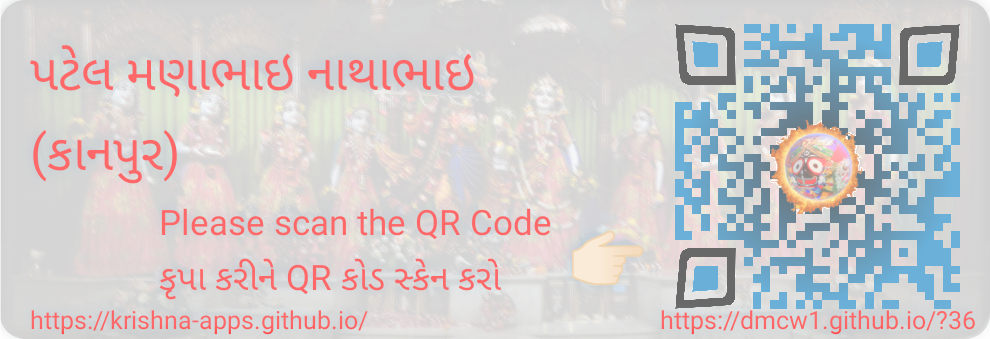 પટેલ મણાભાઇ નાથાભાઇ
(કાનપુર)
Please scan the QR Code
કૃપા કરીને QR કોડ સ્કેન કરો
https://krishna-apps.github.io/
https://dmcw1.github.io/?36